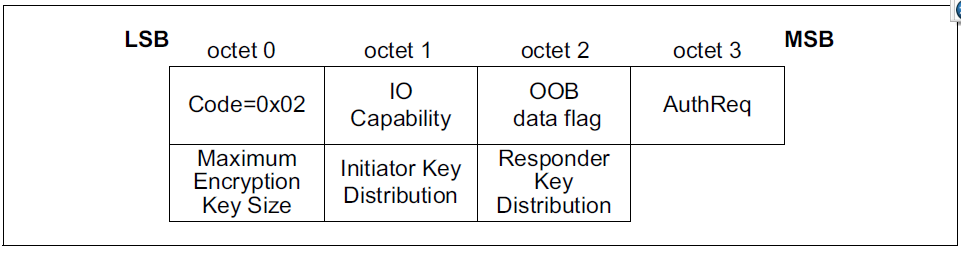 LSB
octet 0
octet 1
octet 2
octet 3
MSB
Code=0x02
IO
Capability
OOB
data flag
AuthReq
Maximum
Encryption
Key Size
Initiator Key
Distribution
Responder
Key
Distribution